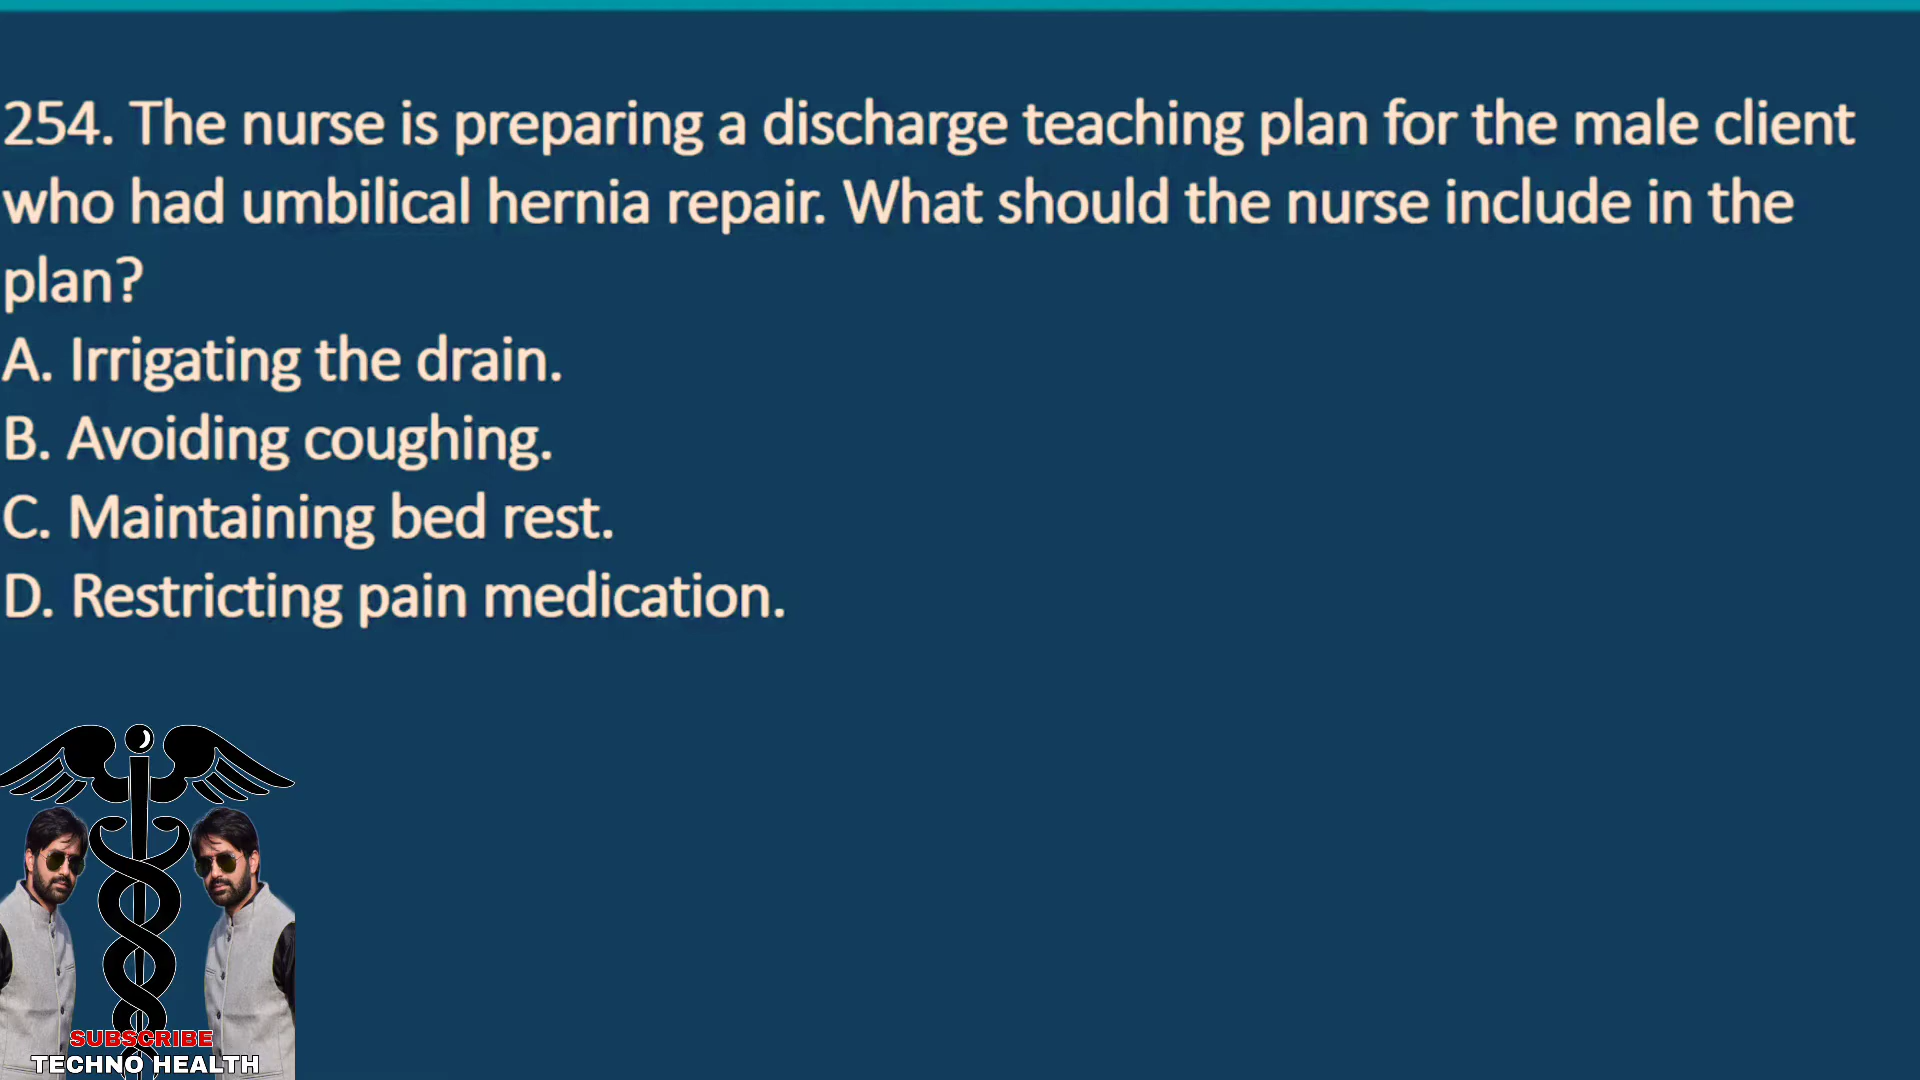 254. The nurse is preparing a discharge teaching plan for the male client
who had umbilical hernia repair. What should the nurse include in the
plan?
A. Irrigating the drain.
B. Avoiding coughing.
C. Maintaining bed rest.
D. Restricting pain medication.
SUBSCRIBE
TECHNO HEALTH